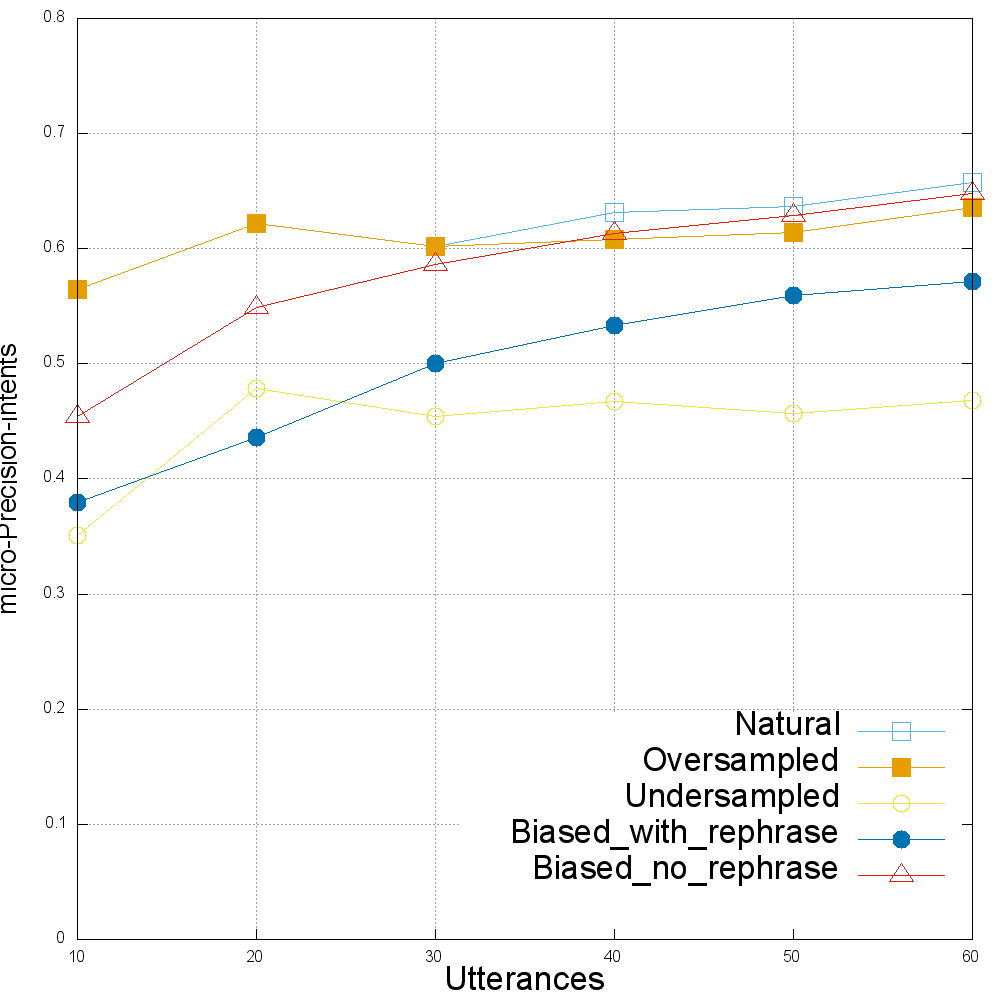 0.8
0.7
0.6
0.5
0.4
0.3
0.2
0.1
0
micro-Precision-intents
Natural
Oversampled
Undersampled
Biased_with_rephrase
Biased_no_rephrase
10 20 30 40 50 60
Utterances